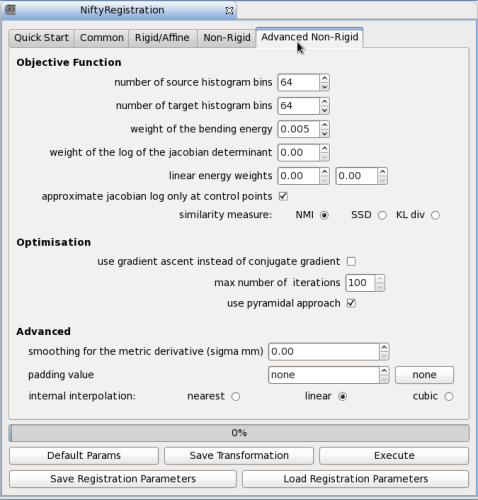 NiftyRegistration
Quick Start Common Rigid/Affine Non-Rigid Advanced Non-Rigid
Objective Function
number of source histogram bins 64
number of target histogram bins 64
weight of the bending energy 0.005
weight of the log of the jacobian determinant 0.00
linear energy weights 0.00 0.00
approximate jacobian log only at control points
similarity measure: NMI SSD KL div
Optimisation
use gradient ascent instead of conjugate gradient
max number of iterations 100
use pyramidal approach
Advanced
smoothing for the metric derivative (sigma mm) 0.00
padding value none none
internal interpolation: nearest linear cubic
0%
Default Params Save Transformation Execute
Save Registration Parameters Load Registration Parameters